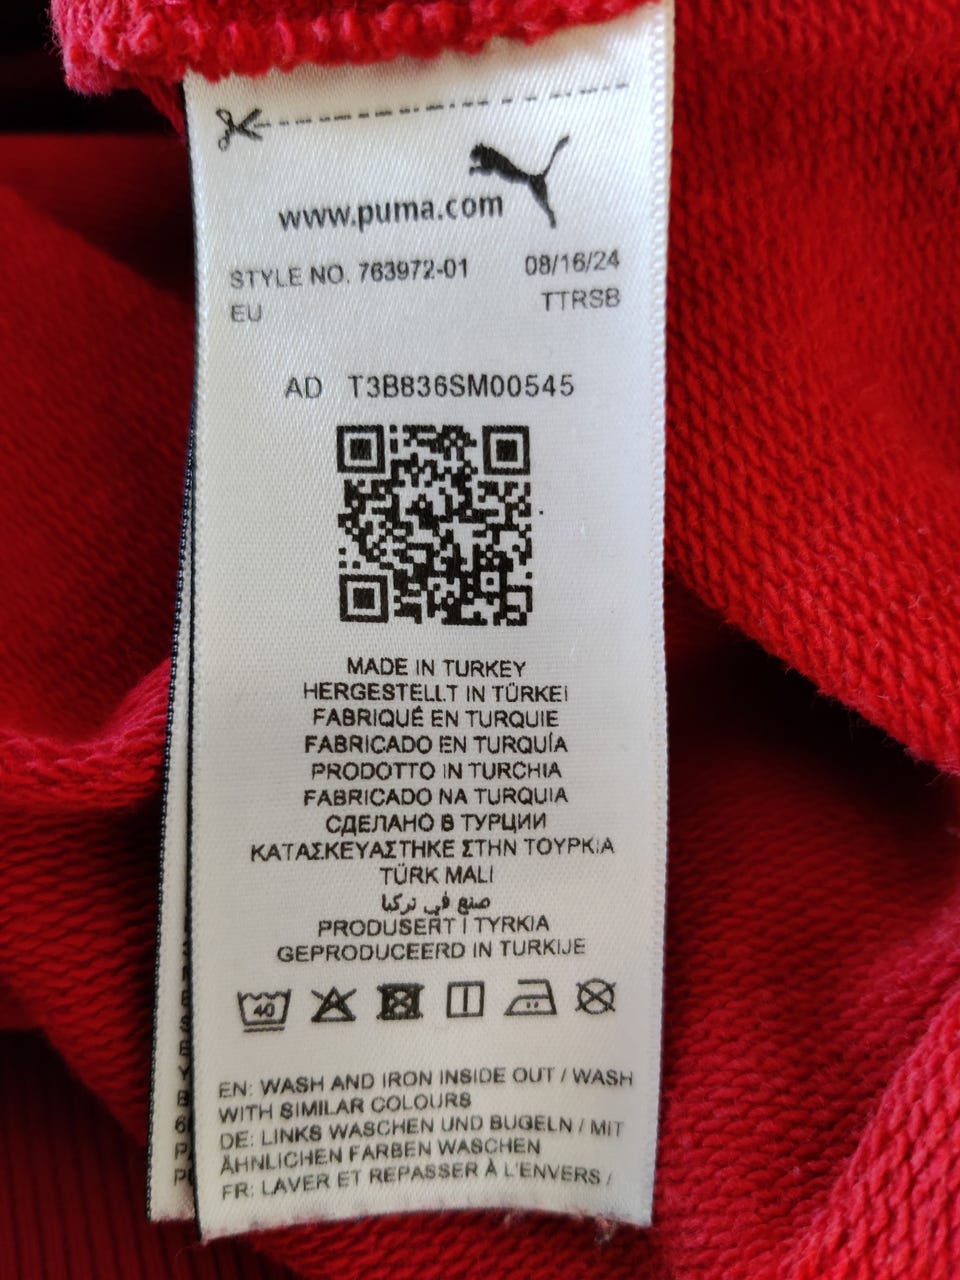 www.puma.com
STYLE NO. 763972-01 08/16/24
EU TTRSB
AD T3B836SM00545
MADE IN TURKEY
HERGESTELLT IN TÜRKEI
FABRIQUÉ EN TURQUIE
FABRICADO EN TURQUÍA
PRODOTTO IN TURCHIA
FABRICADO NA TURQUIA
СДЕЛАНО В ТУРЦИИ
ΚΑΤΑΣΚΕΥΑΣΤΗΚΕ ΣΤΗΝ ΤΟΥΡΚΙΑ
TÜRK MALI
صنع في تركيا
PRODUSERT I TYRKIA
GEPRODUCEERD IN TURKIJE
40
EN: WASH AND IRON INSIDE OUT / WASH
WITH SIMILAR COLOURS
DE: LINKS WASCHEN UND BÜGELN / MIT
ÄHNLICHEN FARBEN WASCHEN
FR: LAVER ET REPASSER À L'ENVERS /